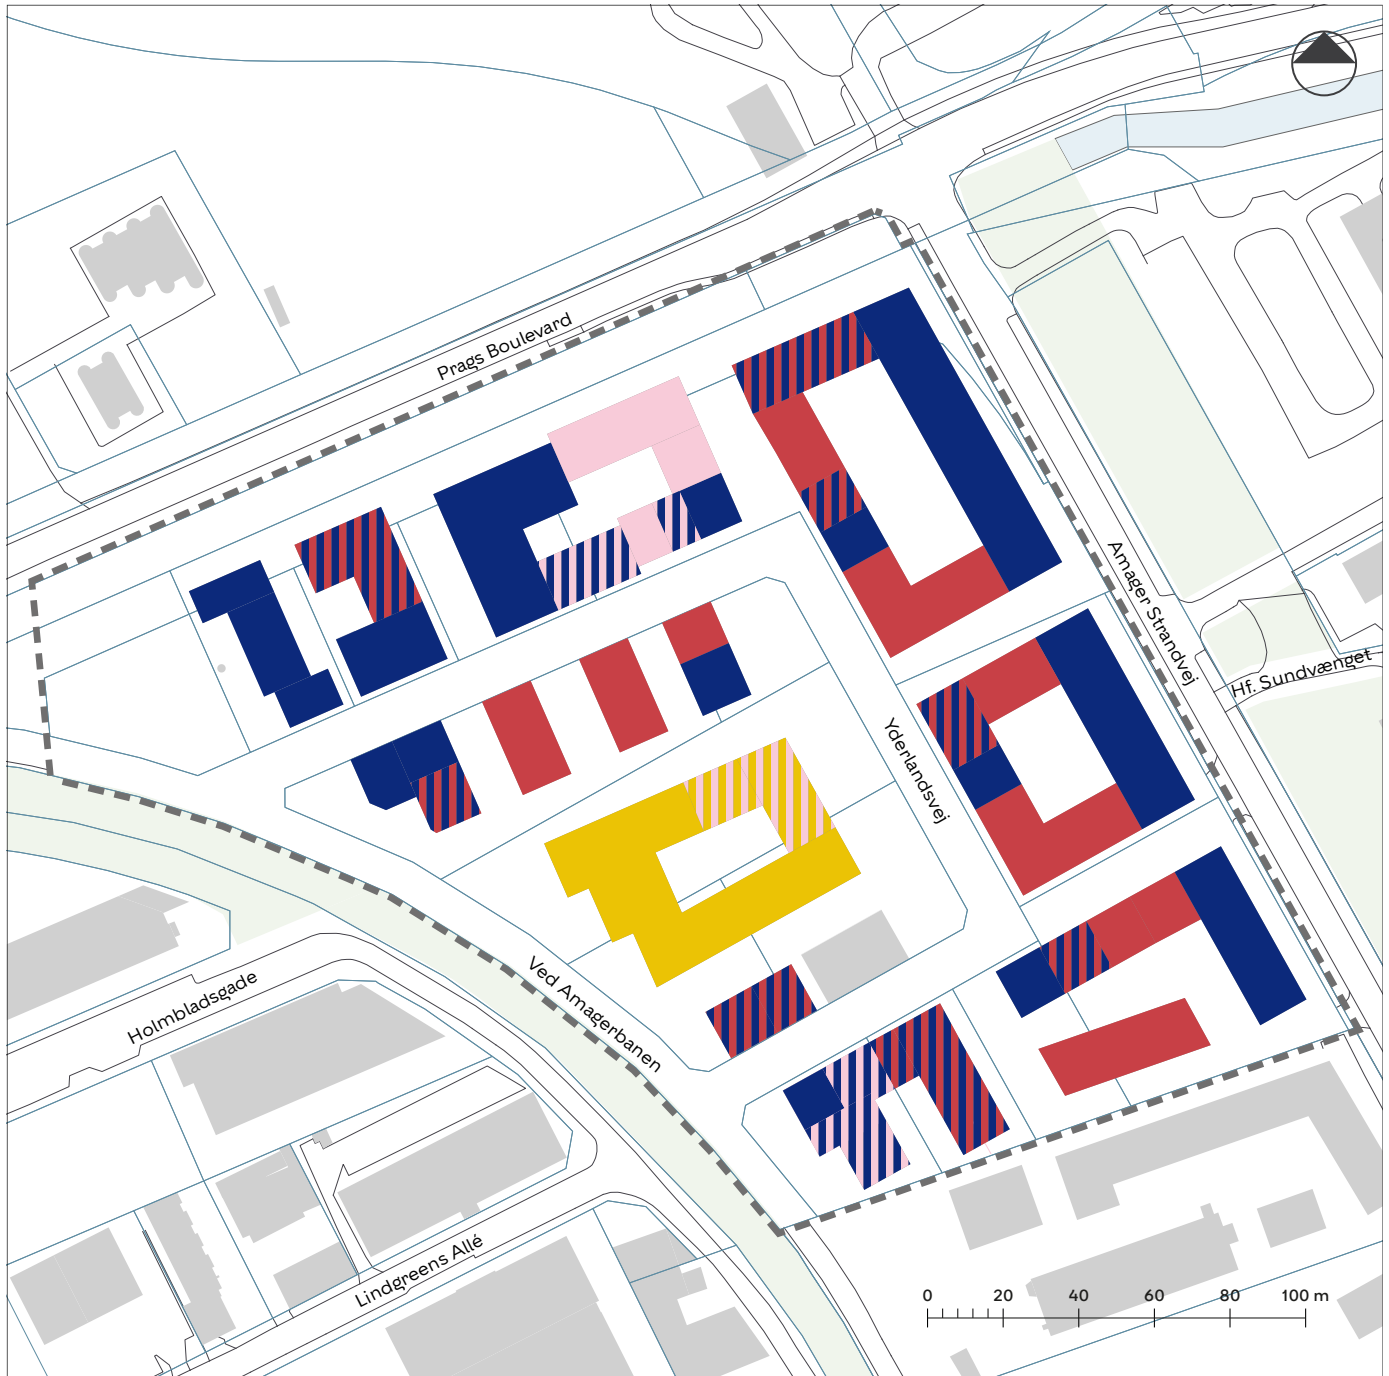 Prags Boulevard
Amager Strandvej
Hf. Sundvænget
Yderlandsvej
Ved Amagerbanen
Holmbladsgade
Lindgreens Allé
0 20 40 60 80 100 m